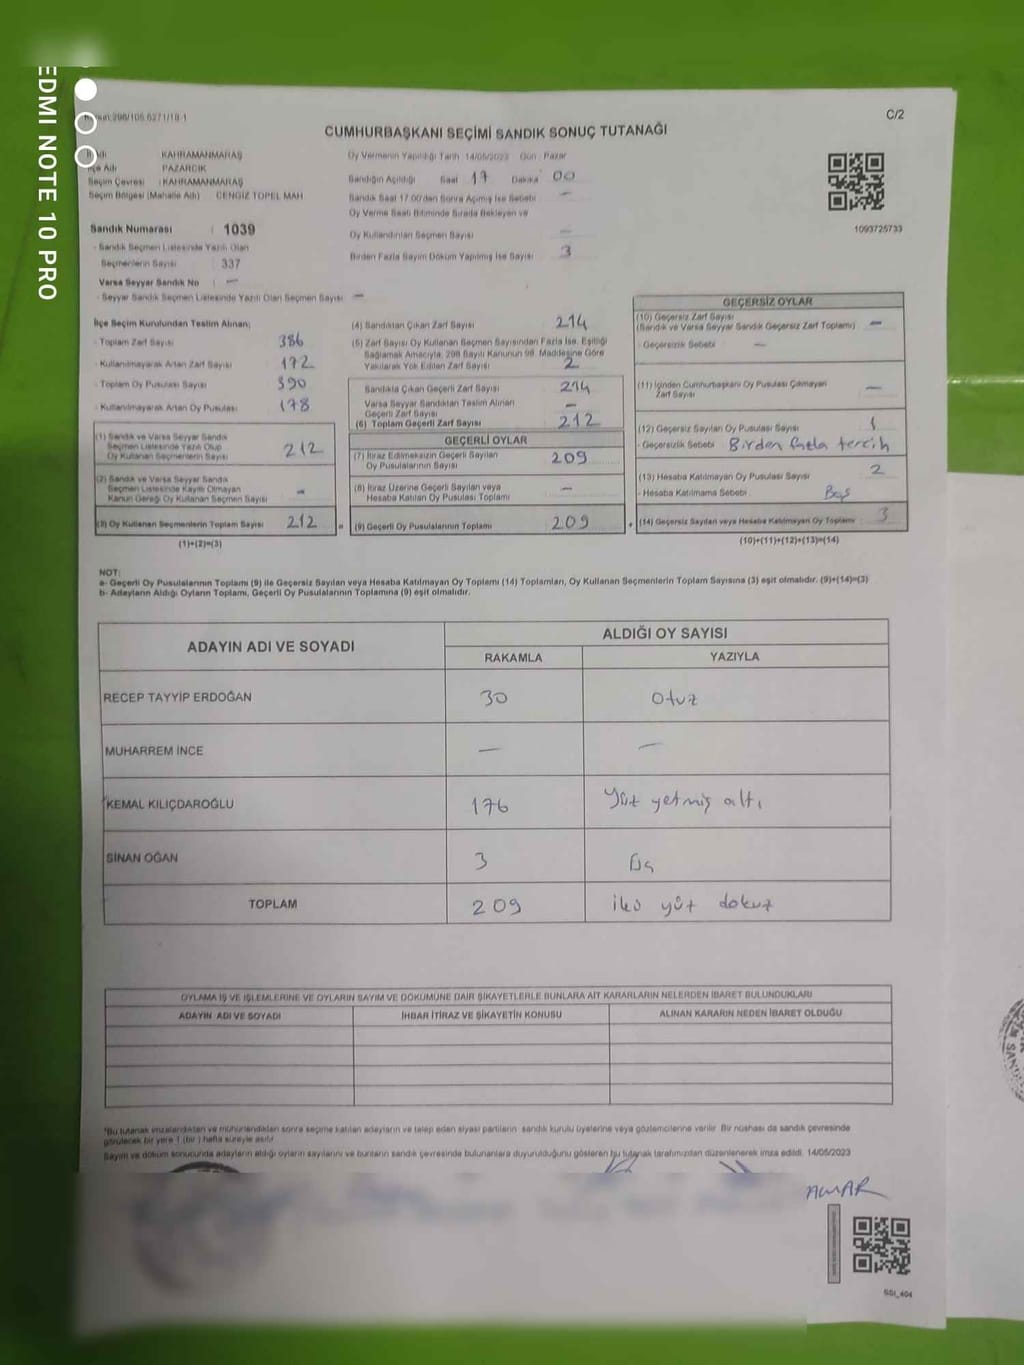 REDMI NOTE 10 PRO
C/2
CUMHURBAŞKANI SEÇİMİ SANDIK SONUÇ TUTANAĞI
KAHRAMANMARAŞ
İlçe Adı PAZARCIK
Seçim Çevresi : KAHRAMANMARAŞ
Seçim Bölgesi (Mahalle Adı) CENGİZ TOPEL MAH
Oy Vermenin Yapıldığı Tarih 14/05/2023 Gün : Pazar
Sandığın Açıldığı Saat 17 Dakika 00
Sandık Saat 17.00'den Sonra Açılmış İse Sebebi —
Oy Verme Saati Bitiminde Sırada Bekleyen ve
Oy Kullandırılan Seçmen Sayısı —
Birden Fazla Sayım Döküm Yapılmış İse Sayısı 3
1093725733
Sandık Numarası : 1039
- Sandık Seçmen Listesinde Yazılı Olan
Seçmenlerin Sayısı : 337
Varsa Seyyar Sandık No : —
- Seyyar Sandık Seçmen Listesinde Yazılı Olan Seçmen Sayısı —
İlçe Seçim Kurulundan Teslim Alınan;
- Toplam Zarf Sayısı 386
- Kullanılmayarak Artan Zarf Sayısı 172
- Toplam Oy Pusulası Sayısı 390
- Kullanılmayarak Artan Oy Pusulası 178
(1) Sandık ve Varsa Seyyar Sandık
Seçmen Listesinde Yazılı Olup
Oy Kullanan Seçmenlerin Sayısı 212
(2) Sandık ve Varsa Seyyar Sandık
Seçmen Listesinde Kayıtlı Olmayan
Kanun Gereği Oy Kullanan Seçmen Sayısı -
(3) Oy Kullanan Seçmenlerin Toplam Sayısı 212
(1)+(2)=(3)
(4) Sandıktan Çıkan Zarf Sayısı 214
(5) Zarf Sayısı Oy Kullanan Seçmen Sayısından Fazla İse, Eşitliği
Sağlamak Amacıyla, 298 Sayılı Kanunun 98. Maddesine Göre
Yakılarak Yok Edilen Zarf Sayısı 2
Sandıkta Çıkan Geçerli Zarf Sayısı 214
Varsa Seyyar Sandıktan Teslim Alınan
Geçerli Zarf Sayısı —
(6) Toplam Geçerli Zarf Sayısı 212
GEÇERLİ OYLAR
(7) İtiraz Edilmeksizin Geçerli Sayılan
Oy Pusulalarının Sayısı 209
(8) İtiraz Üzerine Geçerli Sayılan veya
Hesaba Katılan Oy Pusulası Toplamı —
= (9) Geçerli Oy Pusulalarının Toplamı 209
GEÇERSİZ OYLAR
(10) Geçersiz Zarf Sayısı
(Sandık ve Varsa Seyyar Sandık Geçersiz Zarf Toplamı) —
- Geçersizlik Sebebi —
(11) İçinden Cumhurbaşkanı Oy Pusulası Çıkmayan
Zarf Sayısı —
(12) Geçersiz Sayılan Oy Pusulası Sayısı 1
- Geçersizlik Sebebi Birden fazla tercih
(13) Hesaba Katılmayan Oy Pusulası Sayısı 2
- Hesaba Katılmama Sebebi Boş
+ (14) Geçersiz Sayılan veya Hesaba Katılmayan Oy Toplamı 3
(10)+(11)+(12)+(13)=(14)
NOT:
a- Geçerli Oy Pusulalarının Toplamı (9) ile Geçersiz Sayılan veya Hesaba Katılmayan Oy Toplamı (14) Toplamları, Oy Kullanan Seçmenlerin Toplam Sayısına (3) eşit olmalıdır. (9)+(14)=(3)
b- Adayların Aldığı Oyların Toplamı, Geçerli Oy Pusulalarının Toplamına (9) eşit olmalıdır.
ADAYIN ADI VE SOYADI
ALDIĞI OY SAYISI
RAKAMLA YAZIYLA
RECEP TAYYİP ERDOĞAN 30 Otuz
MUHARREM İNCE — —
KEMAL KILIÇDAROĞLU 176 Yüz yetmiş altı
SİNAN OĞAN 3 Üç
TOPLAM 209 iki yüz dokuz
OYLAMA İŞ VE İŞLEMLERİNE VE OYLARIN SAYIM VE DÖKÜMÜNE DAİR ŞİKAYETLERLE BUNLARA AİT KARARLARIN NELERDEN İBARET BULUNDUKLARI
ADAYIN ADI VE SOYADI İHBAR İTİRAZ VE ŞİKAYETİN KONUSU ALINAN KARARIN NEDEN İBARET OLDUĞU
*Bu tutanak imzalandıktan ve mühürlendikten sonra seçime katılan adayların ve talep eden siyasi partilerin sandık kurulu üyelerine veya gözlemcilerine verilir. Bir nüshası da sandık çevresinde
görülecek bir yere 1 (bir ) hafta süreyle asılır.
Sayım ve döküm sonucunda adayların aldığı oyların sayılarını ve bunların sandık çevresinde bulunanlara duyurulduğunu gösteren bu tutanak tarafımızdan düzenlenerek imza edildi. 14/05/2023